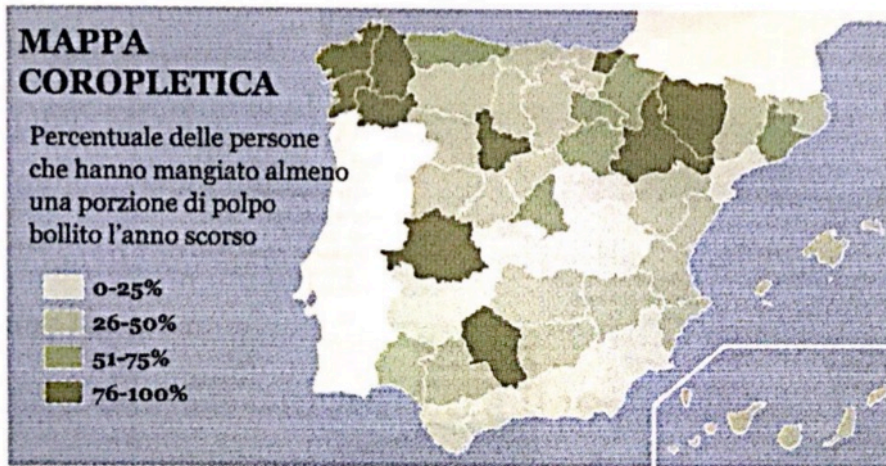 MAPPA
COROPLETICA
Percentuale delle persone
che hanno mangiato almeno
una porzione di polpo
bollito l'anno scorso
0-25%
26-50%
51-75%
76-100%